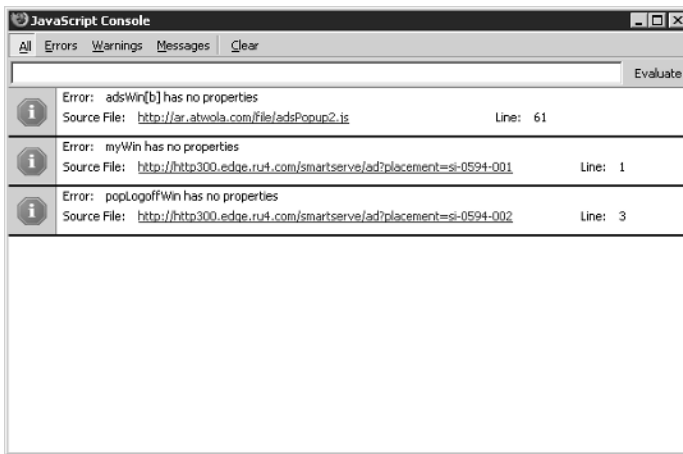 JavaScript Console
All Errors Warnings Messages Clear
Evaluate
Error: adsWin[b] has no properties
Source File: http://ar.atwola.com/file/adsPopup2.js Line: 61
Error: myWin has no properties
Source File: http://http300.edge.ru4.com/smartserve/ad?placement=si-0594-001 Line: 1
Error: popLogoffWin has no properties
Source File: http://http300.edge.ru4.com/smartserve/ad?placement=si-0594-002 Line: 3